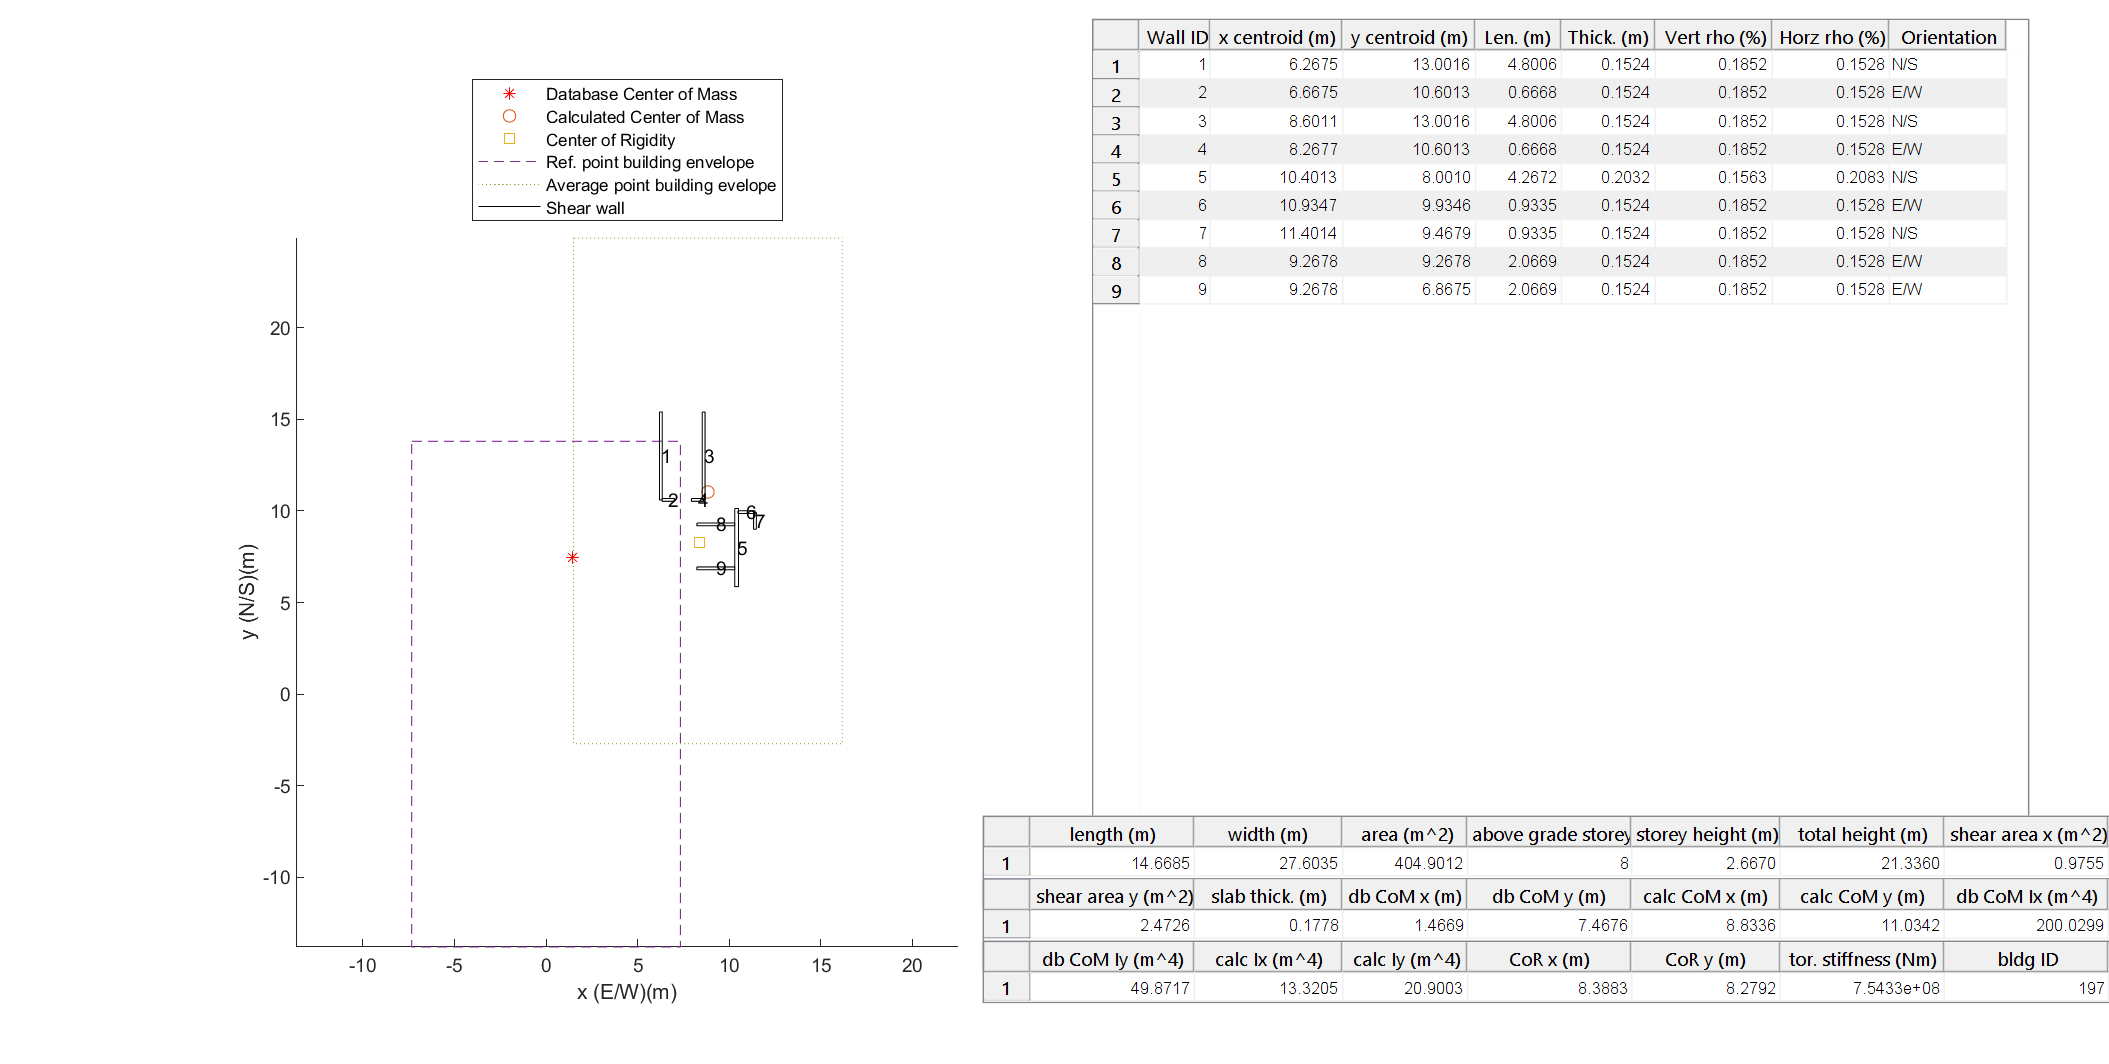 Database Center of Mass
Calculated Center of Mass
Center of Rigidity
Ref. point building envelope
Average point building evelope
Shear wall
20
15
10
5
0
-5
-10
y (N/S)(m)
-10 -5 0 5 10 15 20
x (E/W)(m)
1
3
2
4
6
7
8
5
9
Wall ID x centroid (m) y centroid (m) Len. (m) Thick. (m) Vert rho (%) Horz rho (%) Orientation
1 1 6.2675 13.0016 4.8006 0.1524 0.1852 0.1528 N/S
2 2 6.6675 10.6013 0.6668 0.1524 0.1852 0.1528 E/W
3 3 8.6011 13.0016 4.8006 0.1524 0.1852 0.1528 N/S
4 4 8.2677 10.6013 0.6668 0.1524 0.1852 0.1528 E/W
5 5 10.4013 8.0010 4.2672 0.2032 0.1563 0.2083 N/S
6 6 10.9347 9.9346 0.9335 0.1524 0.1852 0.1528 E/W
7 7 11.4014 9.4679 0.9335 0.1524 0.1852 0.1528 N/S
8 8 9.2678 9.2678 2.0669 0.1524 0.1852 0.1528 E/W
9 9 9.2678 6.8675 2.0669 0.1524 0.1852 0.1528 E/W
length (m) width (m) area (m^2) above grade storey storey height (m) total height (m) shear area x (m^2)
1 14.6685 27.6035 404.9012 8 2.6670 21.3360 0.9755
shear area y (m^2) slab thick. (m) db CoM x (m) db CoM y (m) calc CoM x (m) calc CoM y (m) db CoM Ix (m^4)
1 2.4726 0.1778 1.4669 7.4676 8.8336 11.0342 200.0299
db CoM Iy (m^4) calc Ix (m^4) calc Iy (m^4) CoR x (m) CoR y (m) tor. stiffness (Nm) bldg ID
1 49.8717 13.3205 20.9003 8.3883 8.2792 7.5433e+08 197